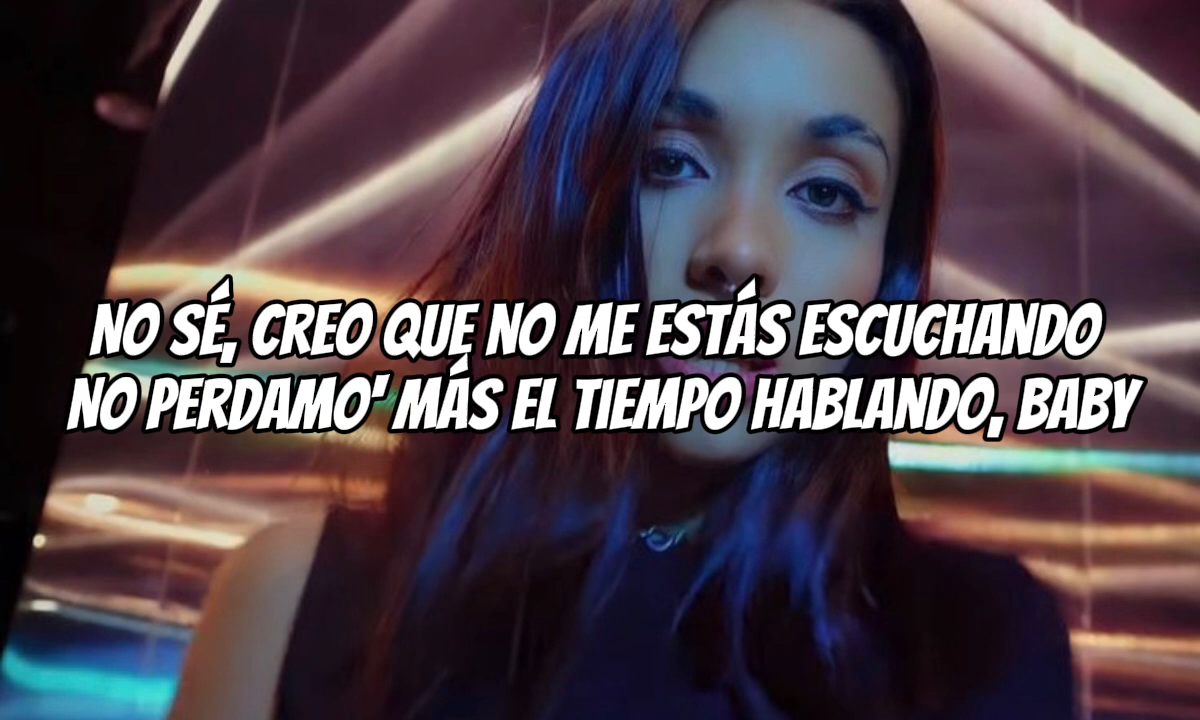 NO SÉ, CREO QUE NO ME ESTÁS ESCUCHANDO
NO PERDAMO' MÁS EL TIEMPO HABLANDO, BABY